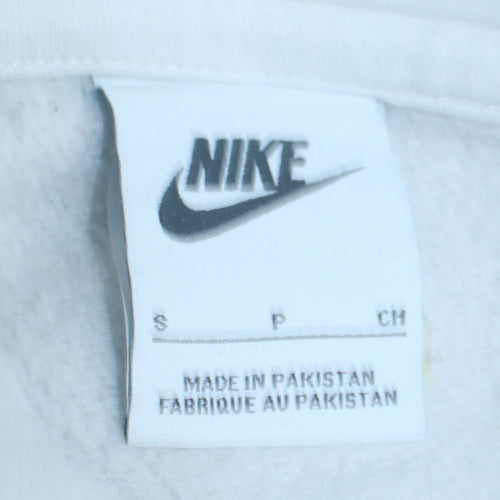 NIKE
S P CH
MADE IN PAKISTAN
FABRIQUE AU PAKISTAN